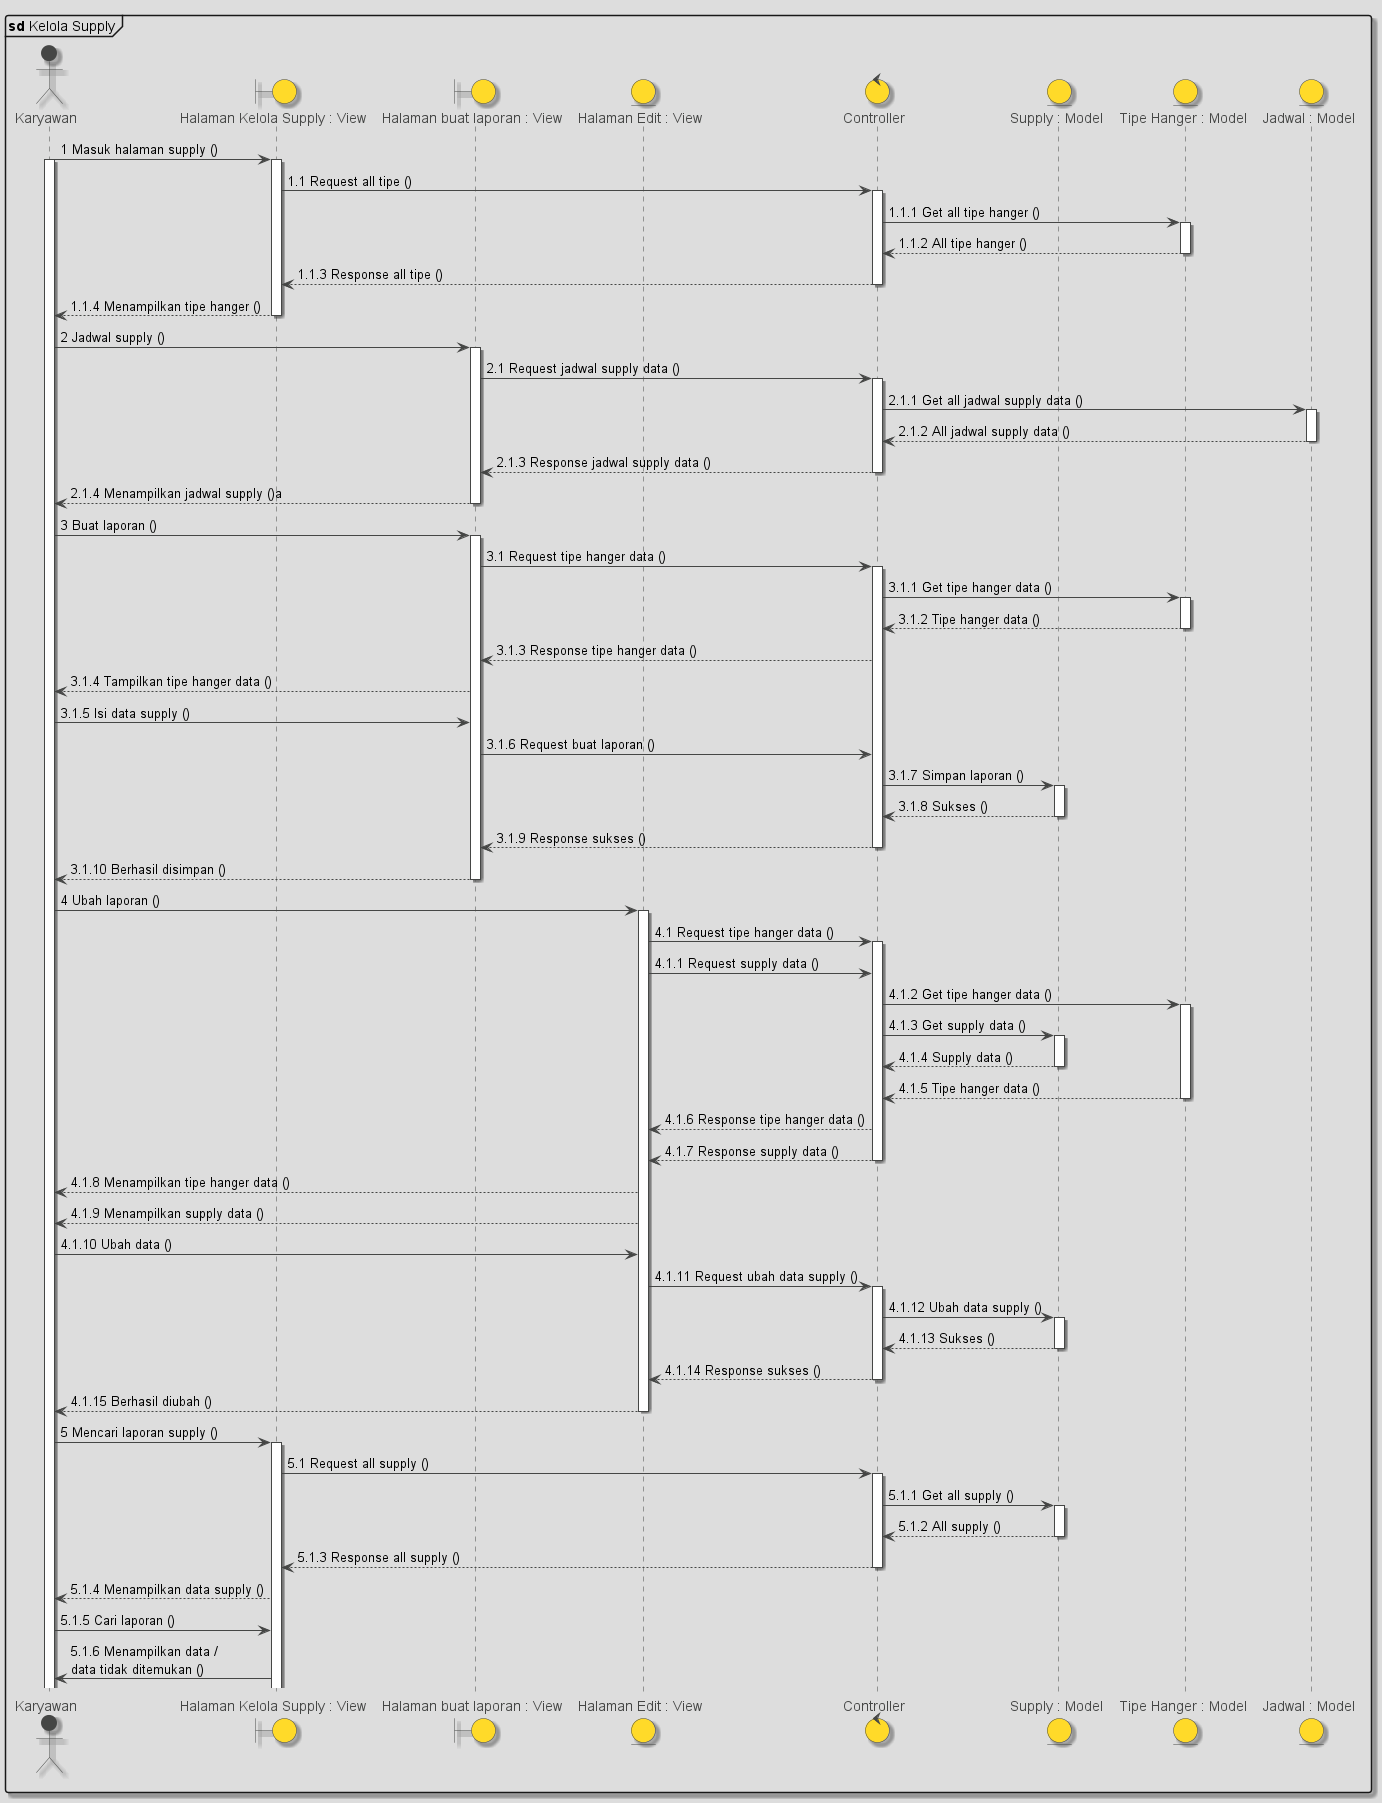 sd Kelola Supply
Karyawan
Halaman Kelola Supply : View
Halaman buat laporan : View
Halaman Edit : View
Controller
Supply : Model
Tipe Hanger : Model
Jadwal : Model
1 Masuk halaman supply ()
1.1 Request all tipe ()
1.1.1 Get all tipe hanger ()
1.1.2 All tipe hanger ()
1.1.3 Response all tipe ()
1.1.4 Menampilkan tipe hanger ()
2 Jadwal supply ()
2.1 Request jadwal supply data ()
2.1.1 Get all jadwal supply data ()
2.1.2 All jadwal supply data ()
2.1.3 Response jadwal supply data ()
2.1.4 Menampilkan jadwal supply ()a
3 Buat laporan ()
3.1 Request tipe hanger data ()
3.1.1 Get tipe hanger data ()
3.1.2 Tipe hanger data ()
3.1.3 Response tipe hanger data ()
3.1.4 Tampilkan tipe hanger data ()
3.1.5 Isi data supply ()
3.1.6 Request buat laporan ()
3.1.7 Simpan laporan ()
3.1.8 Sukses ()
3.1.9 Response sukses ()
3.1.10 Berhasil disimpan ()
4 Ubah laporan ()
4.1 Request tipe hanger data ()
4.1.1 Request supply data ()
4.1.2 Get tipe hanger data ()
4.1.3 Get supply data ()
4.1.4 Supply data ()
4.1.5 Tipe hanger data ()
4.1.6 Response tipe hanger data ()
4.1.7 Response supply data ()
4.1.8 Menampilkan tipe hanger data ()
4.1.9 Menampilkan supply data ()
4.1.10 Ubah data ()
4.1.11 Request ubah data supply ()
4.1.12 Ubah data supply ()
4.1.13 Sukses ()
4.1.14 Response sukses ()
4.1.15 Berhasil diubah ()
5 Mencari laporan supply ()
5.1 Request all supply ()
5.1.1 Get all supply ()
5.1.2 All supply ()
5.1.3 Response all supply ()
5.1.4 Menampilkan data supply ()
5.1.5 Cari laporan ()
5.1.6 Menampilkan data /
data tidak ditemukan ()
Karyawan
Halaman Kelola Supply : View
Halaman buat laporan : View
Halaman Edit : View
Controller
Supply : Model
Tipe Hanger : Model
Jadwal : Model